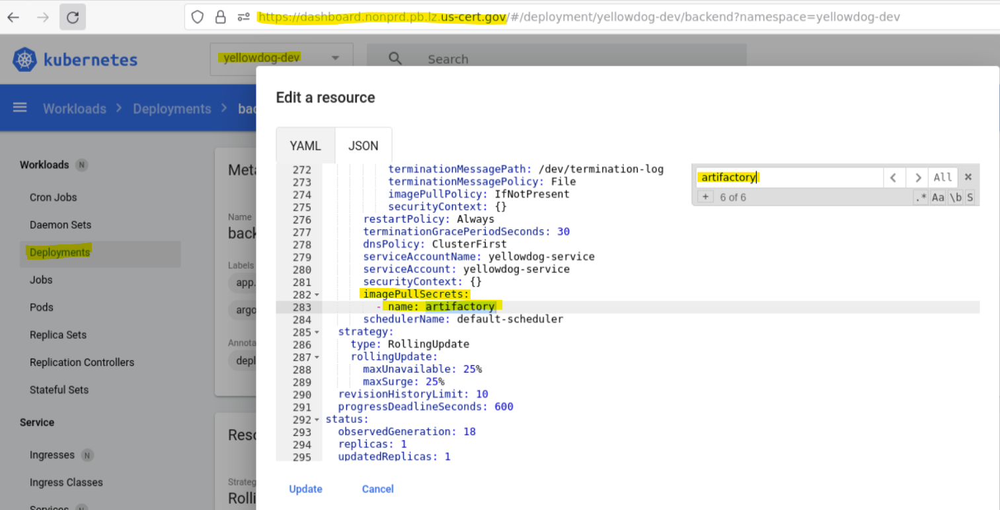 https://dashboard.nonprd.pb.lz.us-cert.gov/#/deployment/yellowdog-dev/backend?namespace=yellowdog-dev
kubernetes
yellowdog-dev
Search
Workloads > Deployments > bac
Edit a resource
YAML
JSON
Workloads N
Cron Jobs
Daemon Sets
Deployments
Jobs
Pods
Replica Sets
Replication Controllers
Stateful Sets
Service
Ingresses N
Ingress Classes
Services N
Meta
Name
back
Labels
app.
argo
Annota
depl
Reso
Strateg
Rolli
272 terminationMessagePath: /dev/termination-log
273 terminationMessagePolicy: File
274 imagePullPolicy: IfNotPresent
275 securityContext: {}
276 restartPolicy: Always
277 terminationGracePeriodSeconds: 30
278 dnsPolicy: ClusterFirst
279 serviceAccountName: yellowdog-service
280 serviceAccount: yellowdog-service
281 securityContext: {}
282 imagePullSecrets:
283 - name: artifactory
284 schedulerName: default-scheduler
285 strategy:
286 type: RollingUpdate
287 rollingUpdate:
288 maxUnavailable: 25%
289 maxSurge: 25%
290 revisionHistoryLimit: 10
291 progressDeadlineSeconds: 600
292 status:
293 observedGeneration: 18
294 replicas: 1
295 updatedReplicas: 1
artifactory
All
+ 6 of 6
.* Aa \b S
Update
Cancel